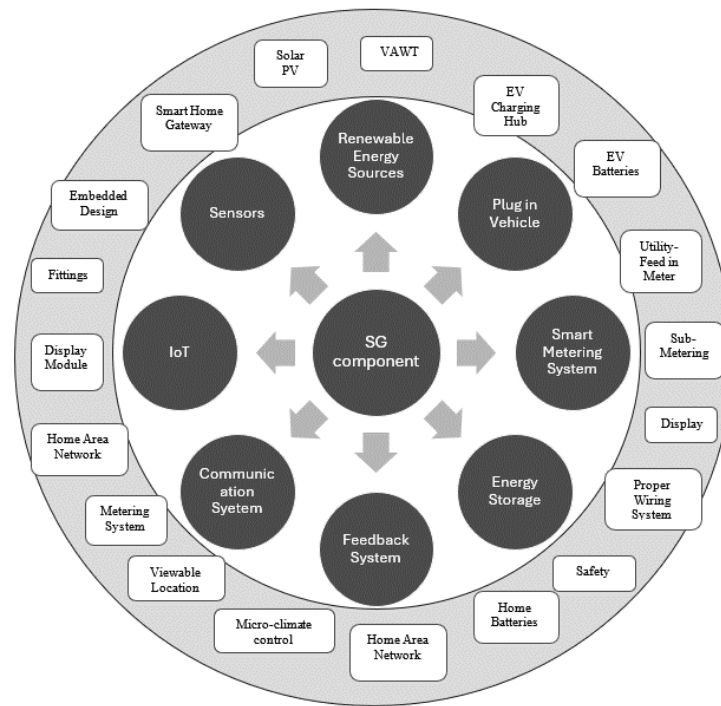 Solar
PV
VAWT
EV
Charging
Hub
Smart Home
Gateway
Renewable
Energy
Sources
EV
Batteries
Embedded
Design
Sensors
Plug in
Vehicle
Utility-
Feed in
Meter
Fittings
IoT
SG
component
Smart
Metering
System
Sub-
Metering
Display
Module
Display
Home Area
Network
Communic
ation
Syetem
Energy
Storage
Proper
Wiring
System
Metering
System
Feedback
System
Viewable
Location
Safety
Micro-climate
control
Home Area
Network
Home
Batteries